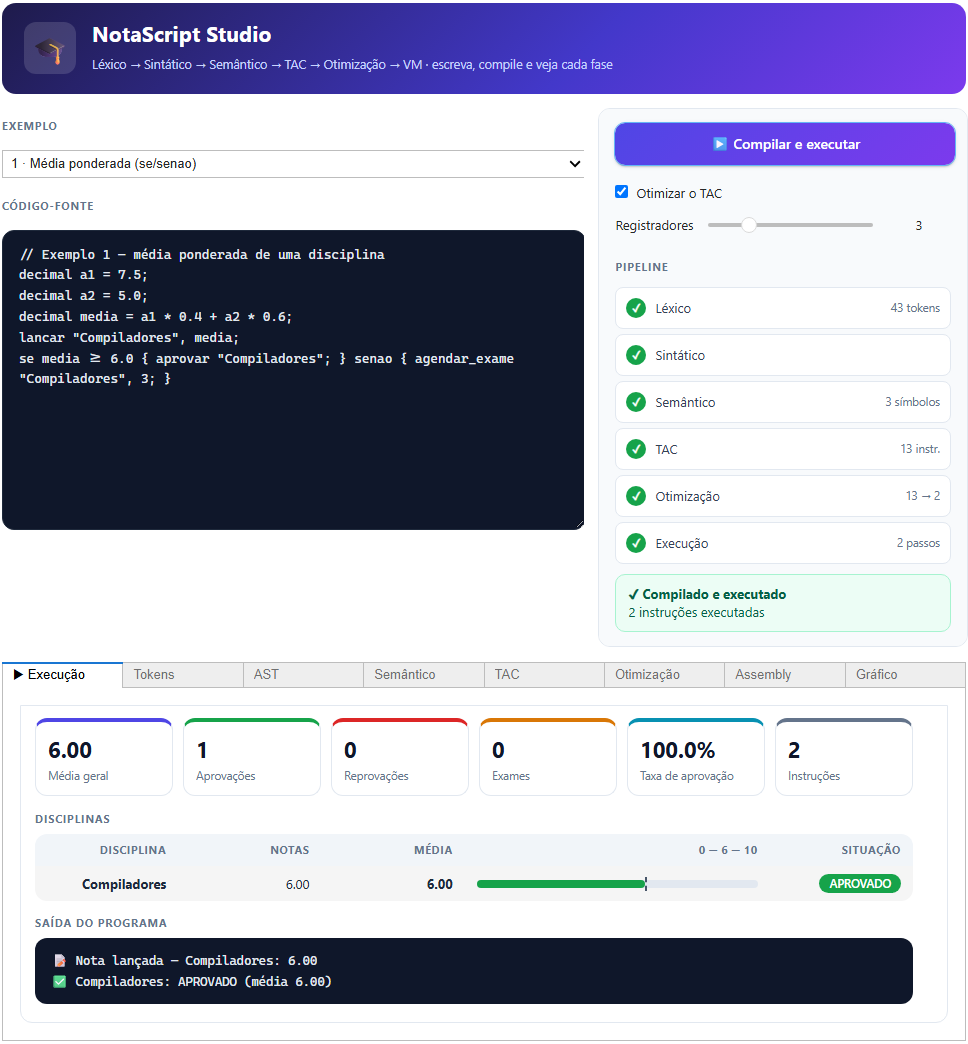 NotaScript Studio
Léxico → Sintático → Semântico → TAC → Otimização → VM · escreva, compile e veja cada fase
EXEMPLO
1 · Média ponderada (se/senao)
CÓDIGO-FONTE
// Exemplo 1 — média ponderada de uma disciplina
decimal a1 = 7.5;
decimal a2 = 5.0;
decimal media = a1 * 0.4 + a2 * 0.6;
lancar "Compiladores", media;
se media ≥ 6.0 { aprovar "Compiladores"; } senao { agendar_exame
"Compiladores", 3; }
▶ Compilar e executar
Otimizar o TAC
Registradores 3
PIPELINE
✓ Léxico 43 tokens
✓ Sintático
✓ Semântico 3 símbolos
✓ TAC 13 instr.
✓ Otimização 13 → 2
✓ Execução 2 passos
✓ Compilado e executado
2 instruções executadas
▶ Execução Tokens AST Semântico TAC Otimização Assembly Gráfico
6.00 1 0 0 100.0% 2
Média geral Aprovações Reprovações Exames Taxa de aprovação Instruções
DISCIPLINAS
DISCIPLINA NOTAS MÉDIA 0 — 6 — 10 SITUAÇÃO
Compiladores 6.00 6.00 APROVADO
SAÍDA DO PROGRAMA
📝 Nota lançada — Compiladores: 6.00
✅ Compiladores: APROVADO (média 6.00)